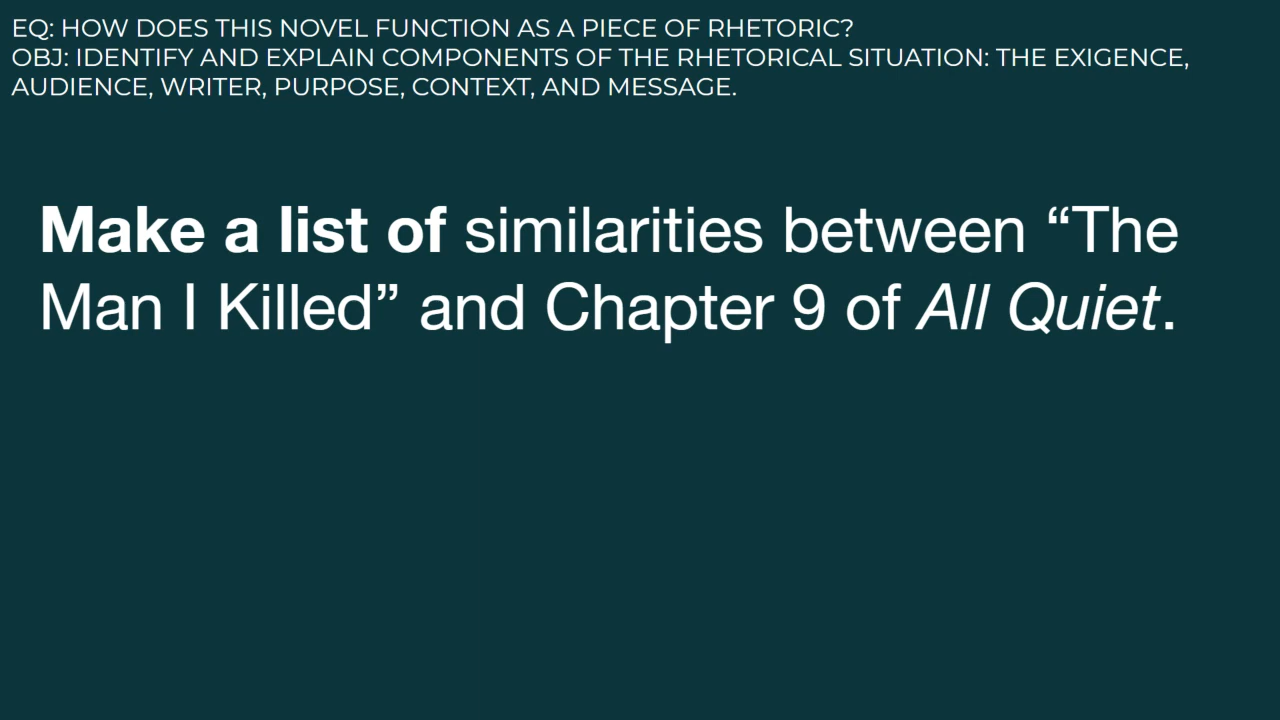 EQ: HOW DOES THIS NOVEL FUNCTION AS A PIECE OF RHETORIC?
OBJ: IDENTIFY AND EXPLAIN COMPONENTS OF THE RHETORICAL SITUATION: THE EXIGENCE,
AUDIENCE, WRITER, PURPOSE, CONTEXT, AND MESSAGE.
Make a list of similarities between “The
Man I Killed” and Chapter 9 of All Quiet.